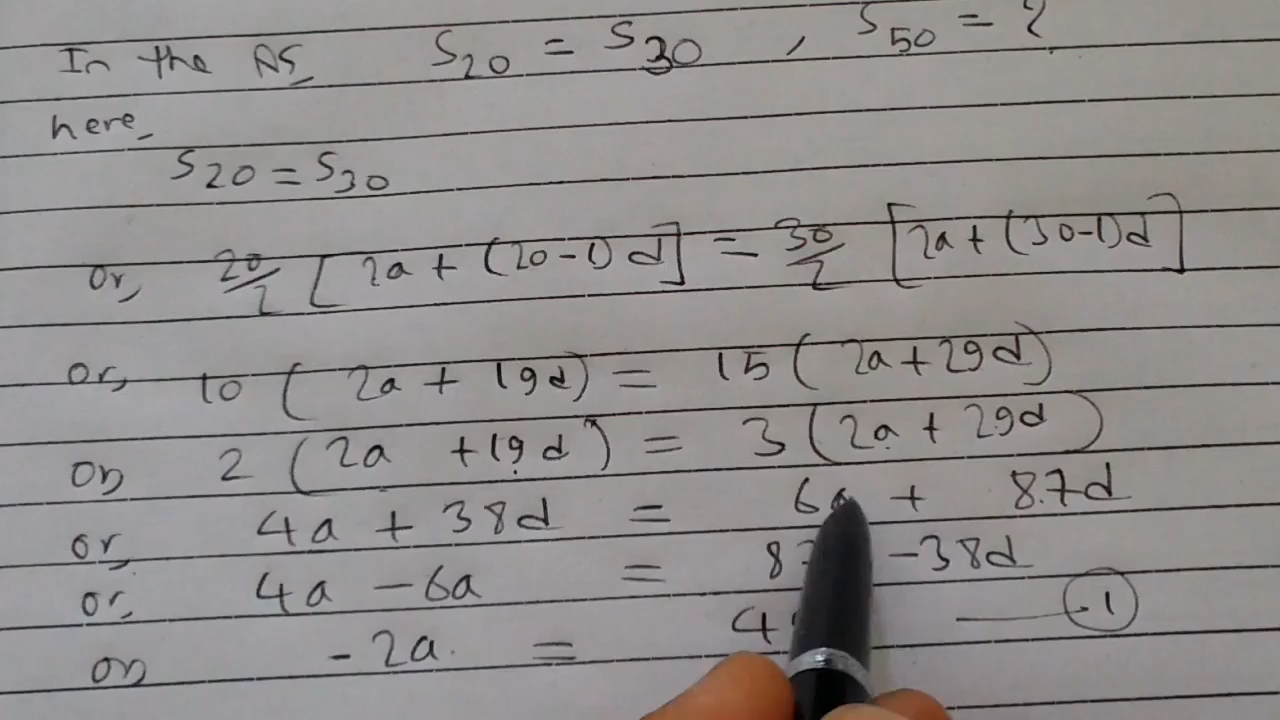 In the AS, S20 = S30 , S50 = ?
here,
S20 = S30
or, 20/2 [2a + (20-1)d] = 30/2 [2a + (30-1)d]
or, 10 (2a + 19d) = 15 (2a + 29d)
or, 2 (2a + 19d) = 3 (2a + 29d)
or, 4a + 38d = 6a + 87d
or, 4a - 6a = -38d
or, -2a = 1